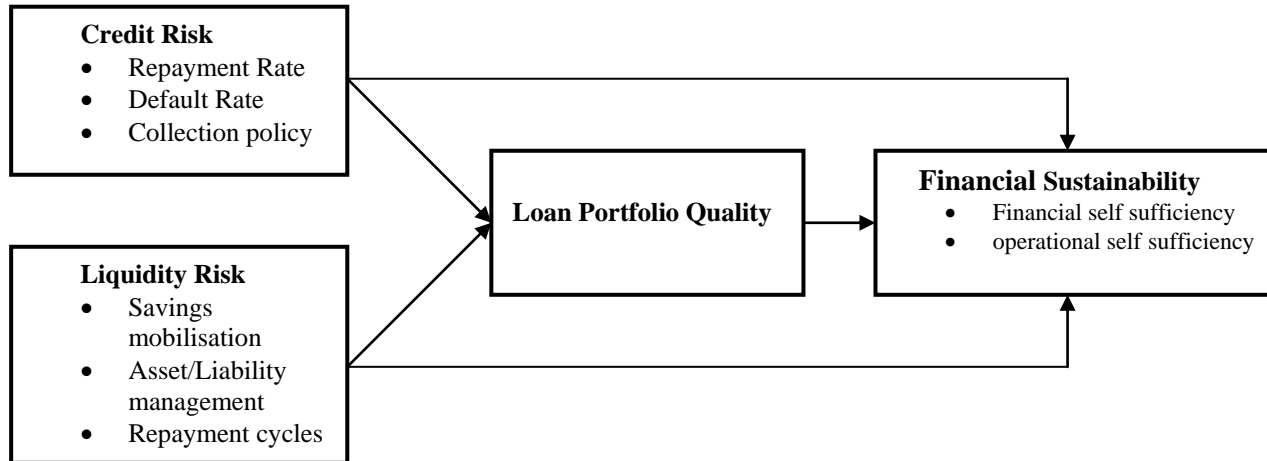 Credit Risk
• Repayment Rate
• Default Rate
• Collection policy
Liquidity Risk
• Savings
mobilisation
• Asset/Liability
management
• Repayment cycles
Loan Portfolio Quality
Financial Sustainability
• Financial self sufficiency
• operational self sufficiency